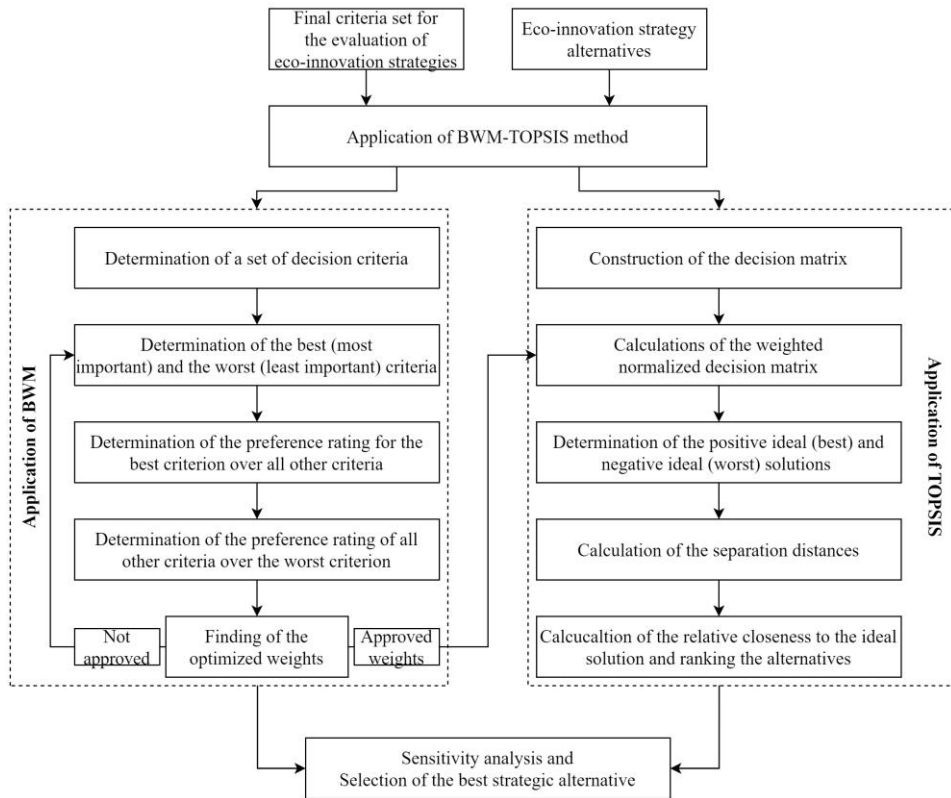 Final criteria set for
the evaluation of
eco-innovation strategies
Eco-innovation strategy
alternatives
Application of BWM-TOPSIS method
Application of BWM
Determination of a set of decision criteria
Determination of the best (most
important) and the worst (least important) criteria
Determination of the preference rating for the
best criterion over all other criteria
Determination of the preference rating of all
other criteria over the worst criterion
Not
approved
Finding of the
optimized weights
Approved
weights
Construction of the decision matrix
Calculations of the weighted
normalized decision matrix
Determination of the positive ideal (best) and
negative ideal (worst) solutions
Calculation of the separation distances
Calcucaltion of the relative closeness to the ideal
solution and ranking the alternatives
Application of TOPSIS
Sensitivity analysis and
Selection of the best strategic alternative